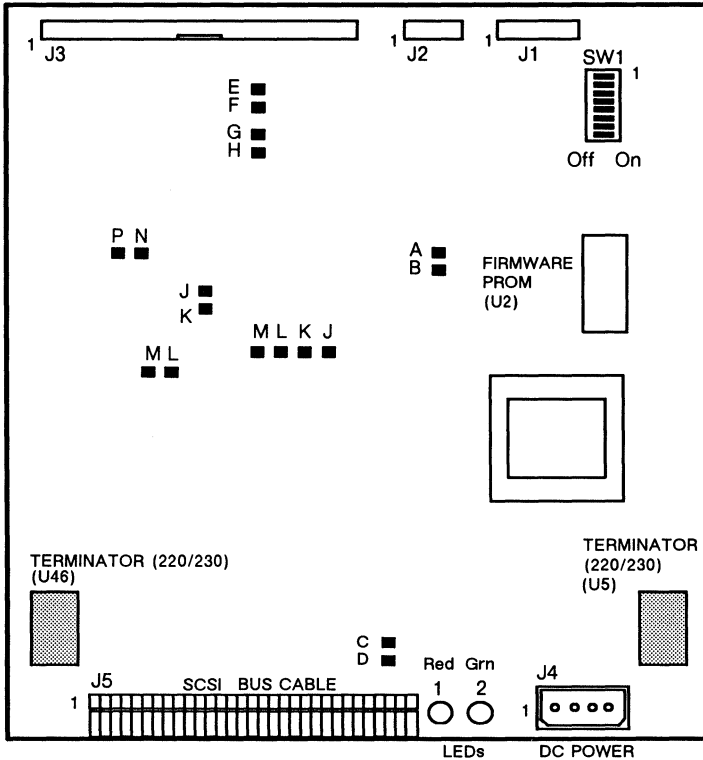 1 J3
1 J2
1 J1
SW1
1
Off On
E
F
G
H
P N
A
B
FIRMWARE
PROM
(U2)
J
K
M L K J
M L
TERMINATOR (220/230)
(U46)
TERMINATOR
(220/230)
(U5)
C
D
Red Grn
1 2
J5
1
SCSI BUS CABLE
J4
1
LEDs
DC POWER